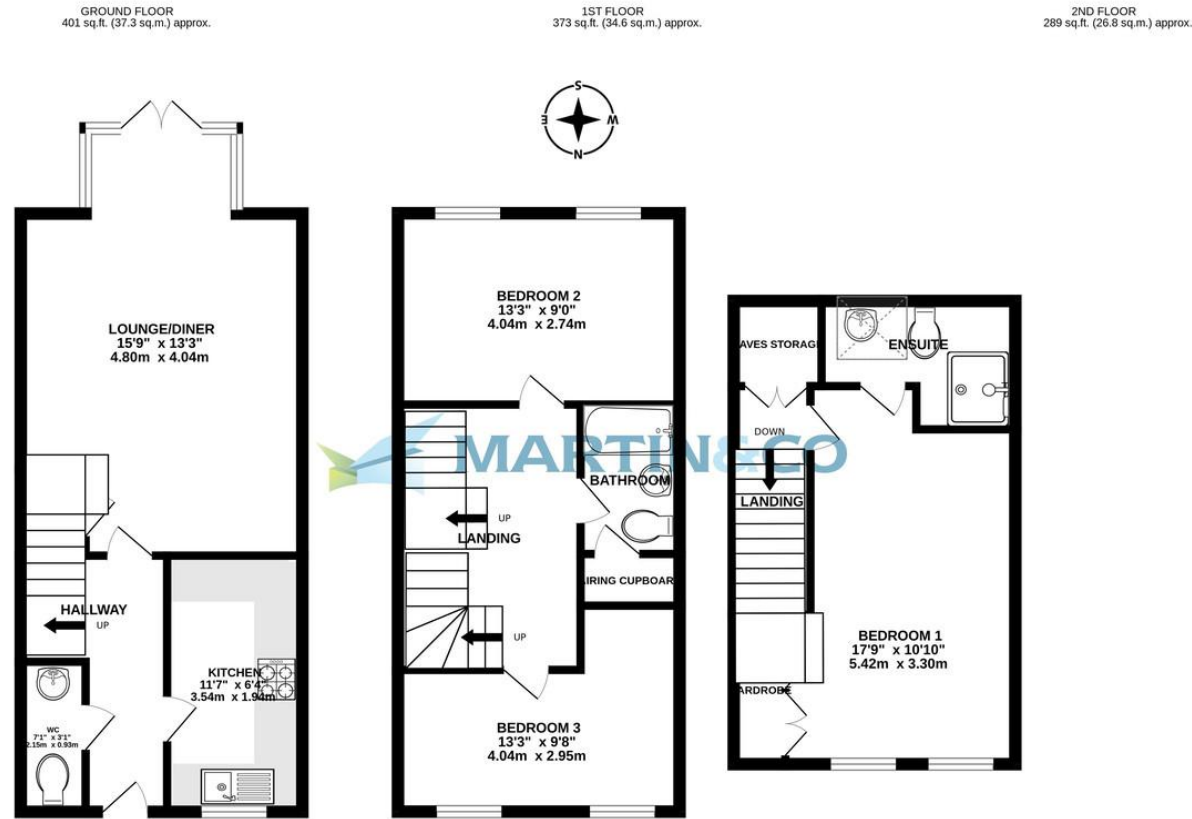 GROUND FLOOR
401 sq.ft. (37.3 sq.m.) approx.
1ST FLOOR
373 sq.ft. (34.6 sq.m.) approx.
2ND FLOOR
289 sq.ft. (26.8 sq.m.) approx.
S
E
W
N
LOUNGE/DINER
15'9" x 13'3"
4.80m x 4.04m
HALLWAY
UP
KITCHEN
11'7" x 6'4"
3.54m x 1.94m
WC
7'1" x 3'1"
2.15m x 0.93m
BEDROOM 2
13'3" x 9'0"
4.04m x 2.74m
MARTIN&CO
BATHROOM
UP
LANDING
AIRING CUPBOAR
UP
BEDROOM 3
13'3" x 9'8"
4.04m x 2.95m
AVES STORAG
ENSUITE
DOWN
LANDING
BEDROOM 1
17'9" x 10'10"
5.42m x 3.30m
ARDROBE